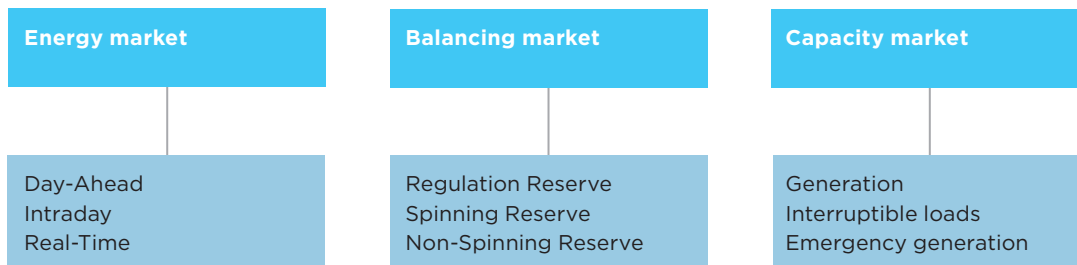 Energy market
Day-Ahead
Intraday
Real-Time
Balancing market
Regulation Reserve
Spinning Reserve
Non-Spinning Reserve
Capacity market
Generation
Interruptible loads
Emergency generation